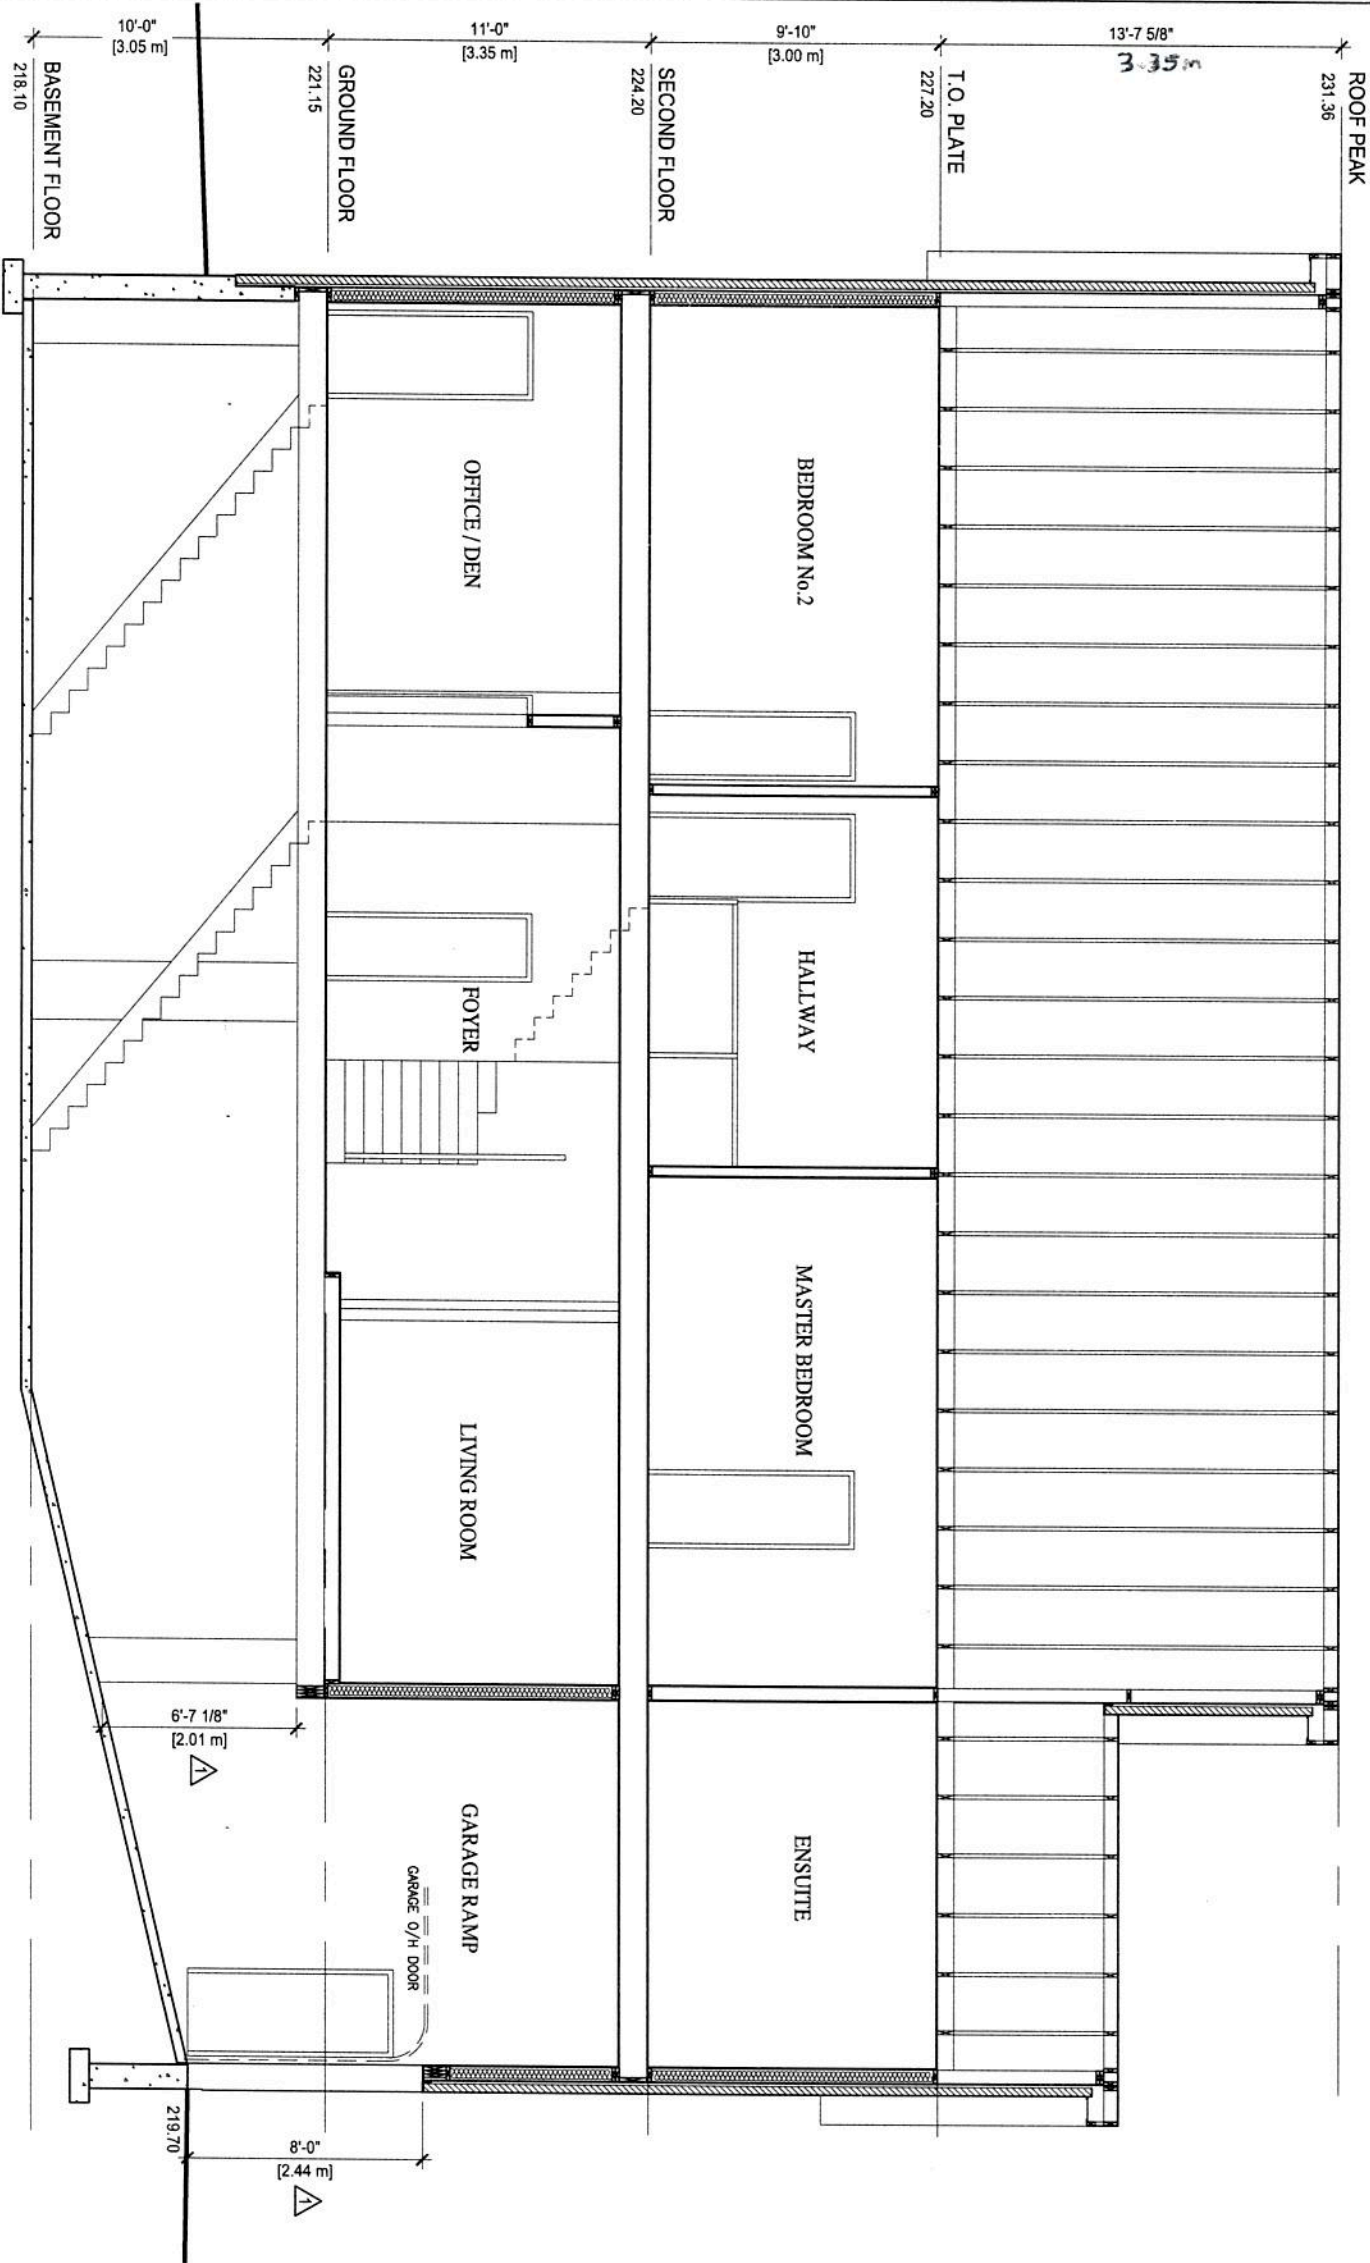 ROOF PEAK
231.36
13'-7 5/8"
3.35m
T.O. PLATE
227.20
9'-10"
[3.00 m]
SECOND FLOOR
224.20
11'-0"
[3.35 m]
GROUND FLOOR
221.15
10'-0"
[3.05 m]
BASEMENT FLOOR
218.10
BEDROOM No.2
HALLWAY
MASTER BEDROOM
ENSUITE
OFFICE / DEN
FOYER
LIVING ROOM
GARAGE RAMP
GARAGE O/H DOOR
6'-7 1/8"
[2.01 m]
1
219.70
8'-0"
[2.44 m]
1